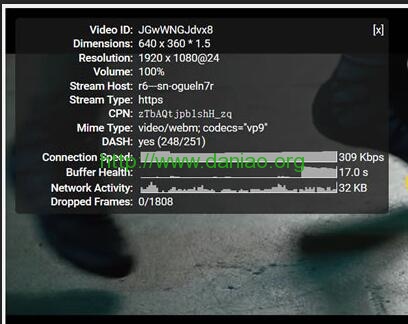 Video ID: JGwWNGJdvx8 [x]
Dimensions: 640 x 360 * 1.5
Resolution: 1920 x 1080@24
Volume: 100%
Stream Host: r6---sn-ogueln7r
Stream Type: https
CPN: zTbAQtjpblshH_zq
Mime Type: video/webm; codecs="vp9"
DASH: yes (248/251)
http://www.daniao.org
Connection Speed: 309 Kbps
Buffer Health: 17.0 s
Network Activity: 32 KB
Dropped Frames: 0/1808